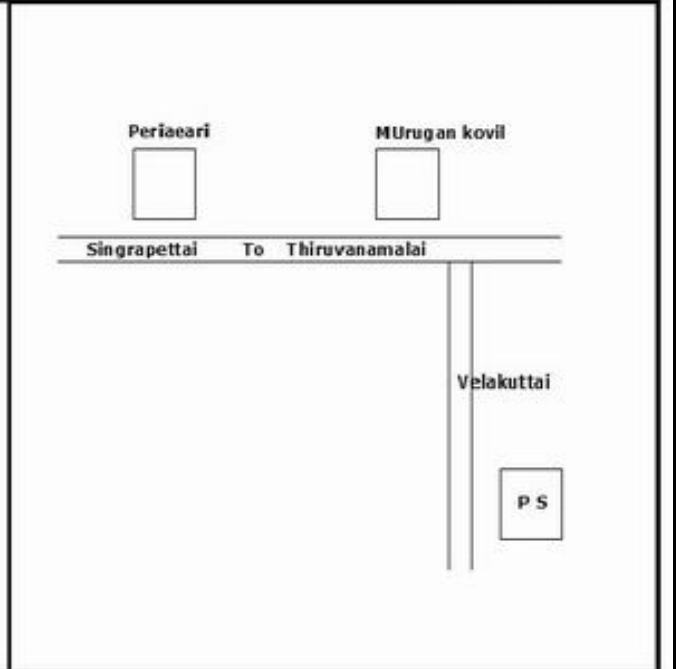 Periaeari
MUrugan kovil
Singrapettai To Thiruvanamalai
Velakuttai
P S